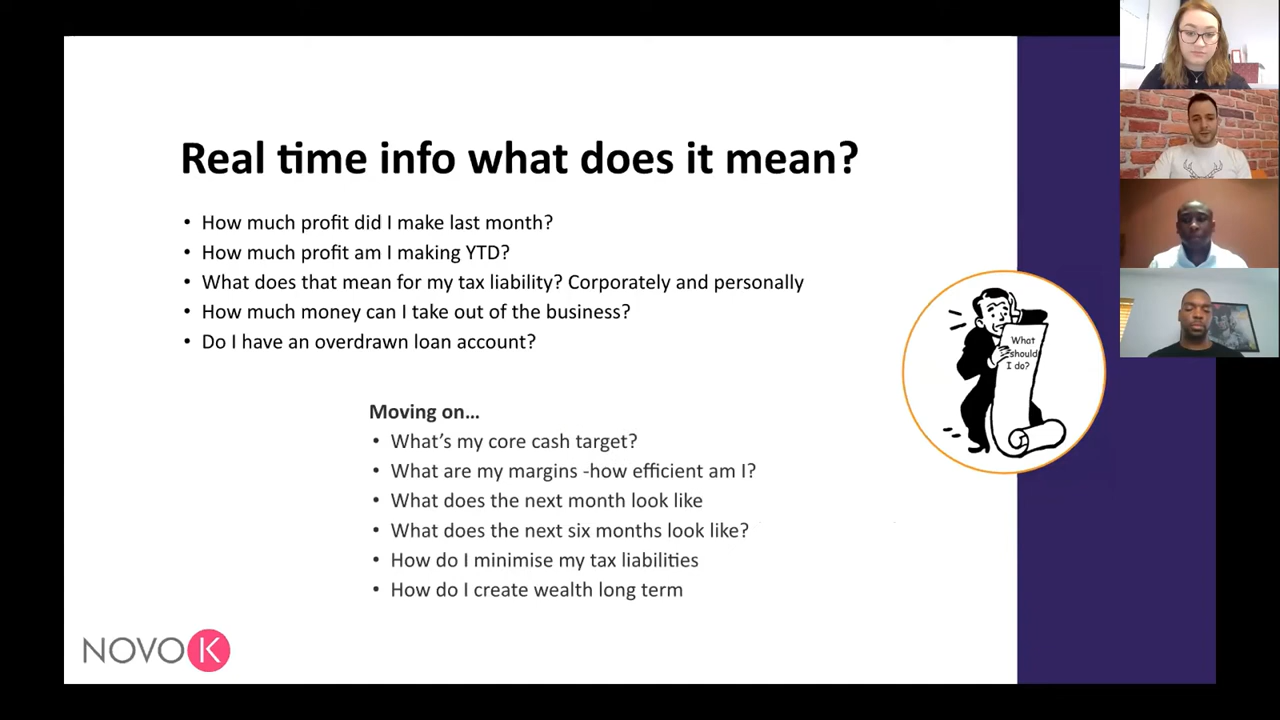 Real time info what does it mean?
• How much profit did I make last month?
• How much profit am I making YTD?
• What does that mean for my tax liability? Corporately and personally
• How much money can I take out of the business?
• Do I have an overdrawn loan account?
What
should
I do?
Moving on...
• What's my core cash target?
• What are my margins -how efficient am I?
• What does the next month look like
• What does the next six months look like?
• How do I minimise my tax liabilities
• How do I create wealth long term
NOVO K